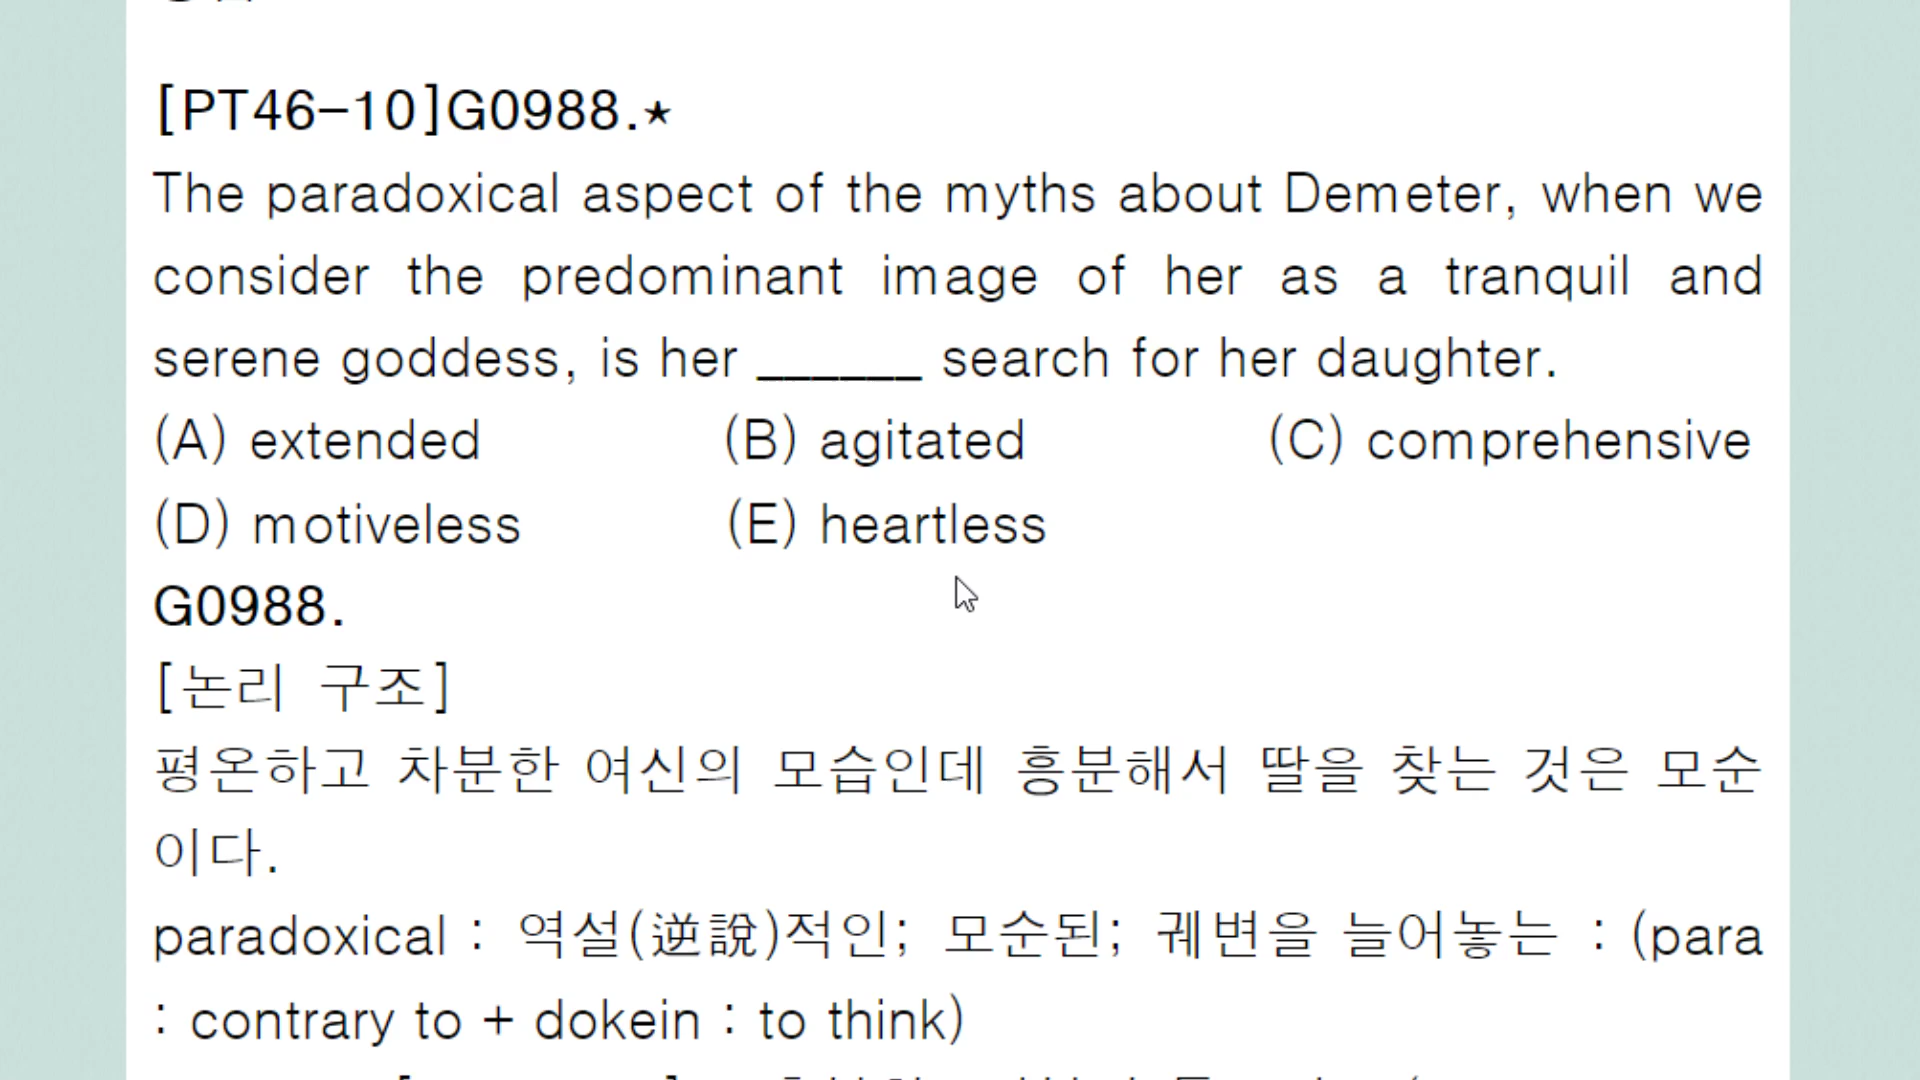 [PT46-10]G0988.★
The paradoxical aspect of the myths about Demeter, when we
consider the predominant image of her as a tranquil and
serene goddess, is her ______ search for her daughter.
(A) extended (B) agitated (C) comprehensive
(D) motiveless (E) heartless
G0988.
[논리 구조]
평온하고 차분한 여신의 모습인데 흥분해서 딸을 찾는 것은 모순
이다.
paradoxical : 역설(逆說)적인; 모순된; 궤변을 늘어놓는 : (para
: contrary to + dokein : to think)